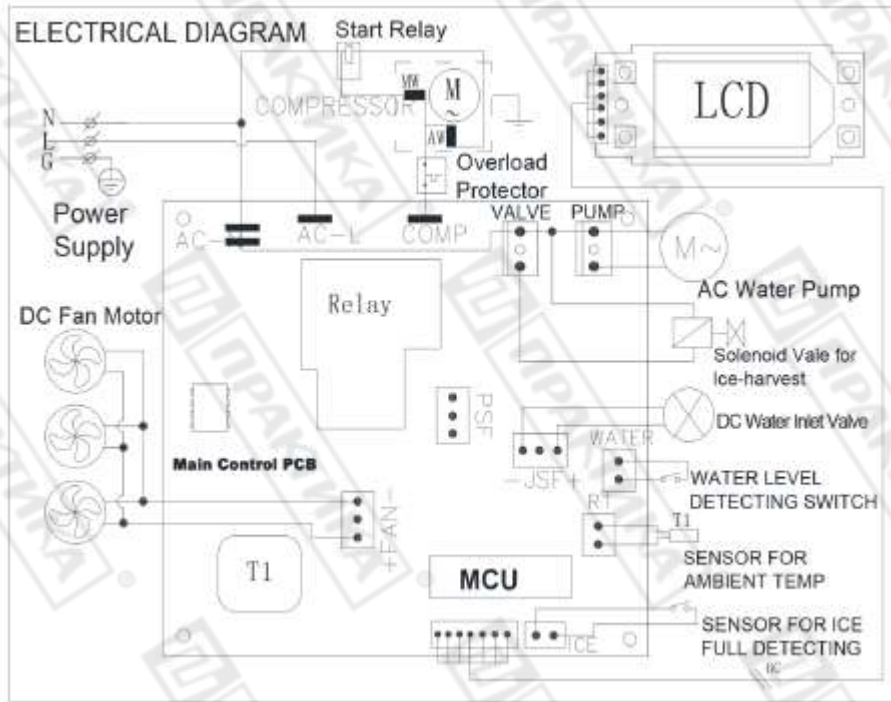 ELECTRICAL DIAGRAM
Start Relay
COMPRESSOR
MW
M
~
AW
LCD
N
L
G
Power
Supply
Overload
Protector
AC-N
AC-L
COMP
VALVE
PUMP
M~
AC Water Pump
DC Fan Motor
Relay
Solenoid Vale for
Ice-harvest
PSF
DC Water Inlet Valve
Main Control PCB
WATER
-JSF+
WATER LEVEL
DETECTING SWITCH
RT
T1
+FAN-
SENSOR FOR
AMBIENT TEMP
T1
MCU
SENSOR FOR ICE
FULL DETECTING
ICE
ПРАКТИКА